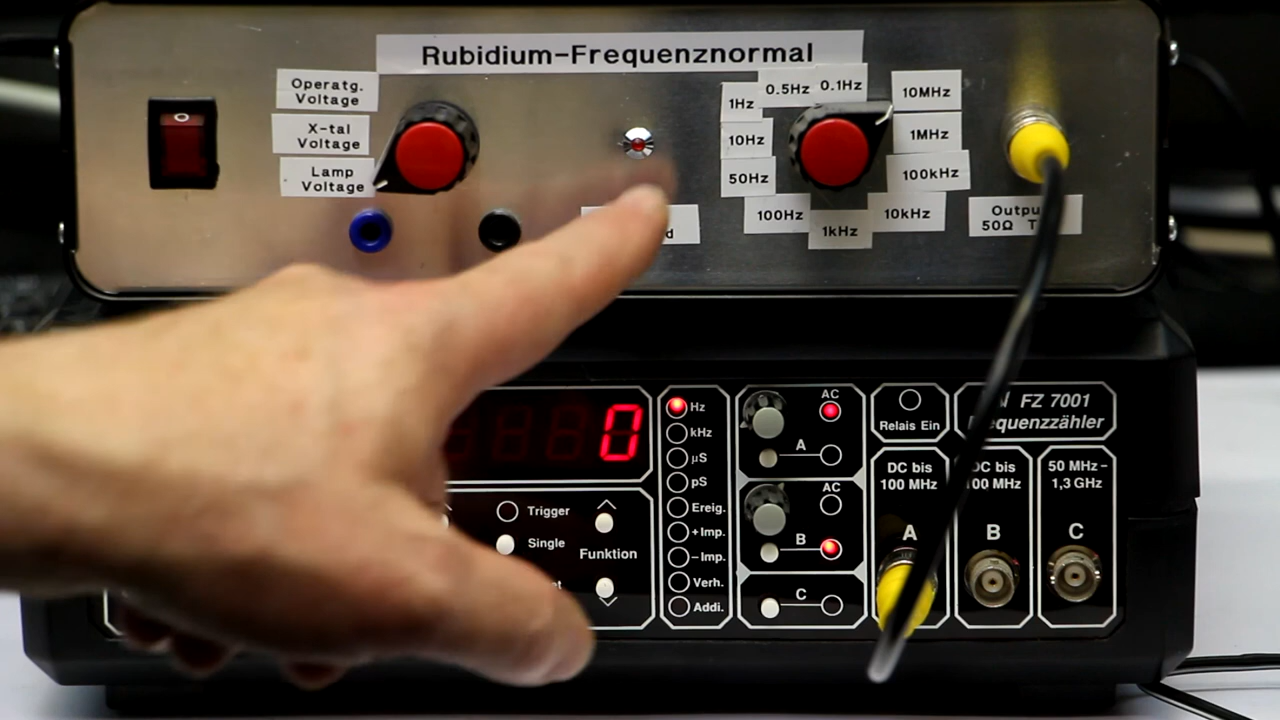 Rubidium-Frequenznormal
Operatg.
Voltage
X-tal
Voltage
Lamp
Voltage
0.5Hz
0.1Hz
1Hz
10Hz
50Hz
100Hz
1kHz
10kHz
100kHz
1MHz
10MHz
50Ω
0
Hz
kHz
µS
pS
Ereig.
+Imp.
-Imp.
Verh.
Addi.
Trigger
Single
Funktion
AC
A
AC
B
C
Relais Ein
FZ 7001
DC bis
100 MHz
A
DC bis
100 MHz
B
50 MHz-
1,3 GHz
C